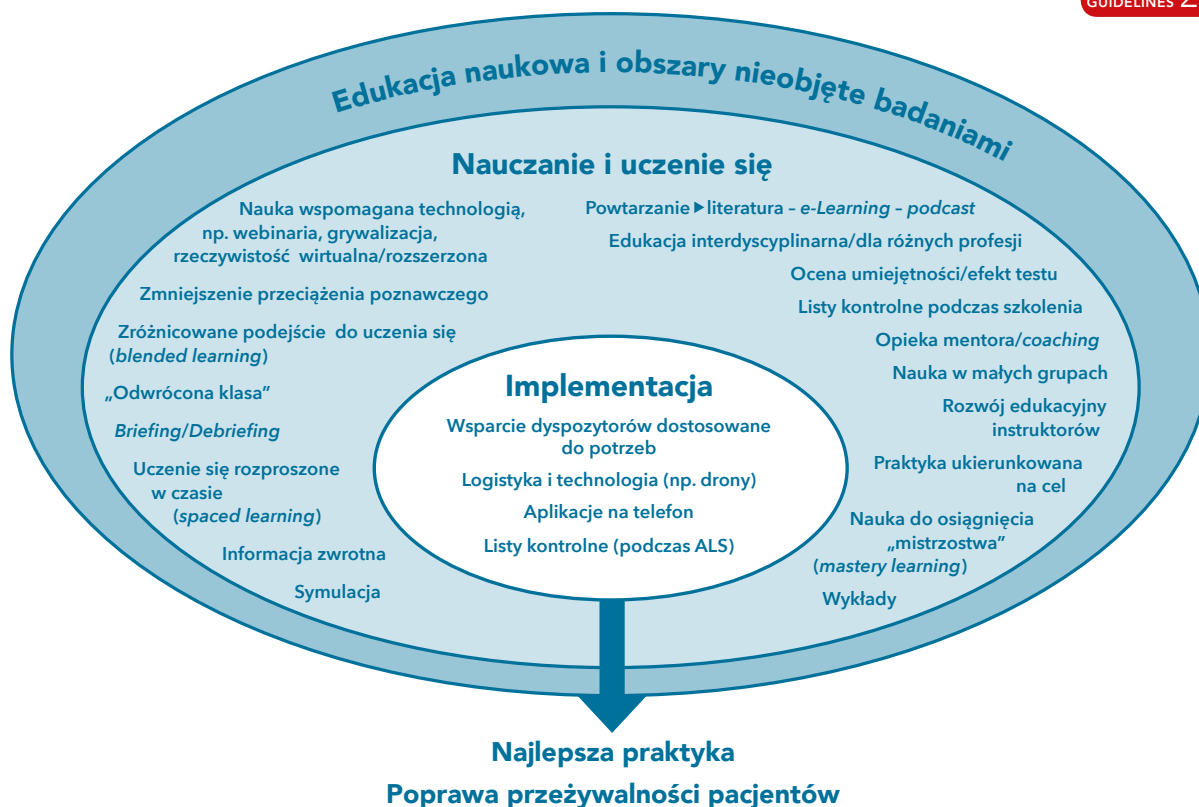 GUIDELINES
Edukacja naukowa i obszary nieobjęte badaniami
Nauczanie i uczenie się
Nauka wspomagana technologią,
np. webinaria, grywalizacja,
rzeczywistość wirtualna/rozszerzona
Zmniejszenie przeciążenia poznawczego
Zróżnicowane podejście do uczenia się
(blended learning)
„Odwrócona klasa”
Briefing/Debriefing
Uczenie się rozproszone
w czasie
(spaced learning)
Informacja zwrotna
Symulacja
Powtarzanie ▶ literatura – e-Learning – podcast
Edukacja interdyscyplinarna/dla różnych profesji
Ocena umiejętności/efekt testu
Listy kontrolne podczas szkolenia
Opieka mentora/coaching
Nauka w małych grupach
Rozwój edukacyjny
instruktorów
Praktyka ukierunkowana
na cel
Nauka do osiągnięcia
„mistrzostwa”
(mastery learning)
Wykłady
Implementacja
Wsparcie dyspozytorów dostosowane
do potrzeb
Logistyka i technologia (np. drony)
Aplikacje na telefon
Listy kontrolne (podczas ALS)
Najlepsza praktyka
Poprawa przeżywalności pacjentów